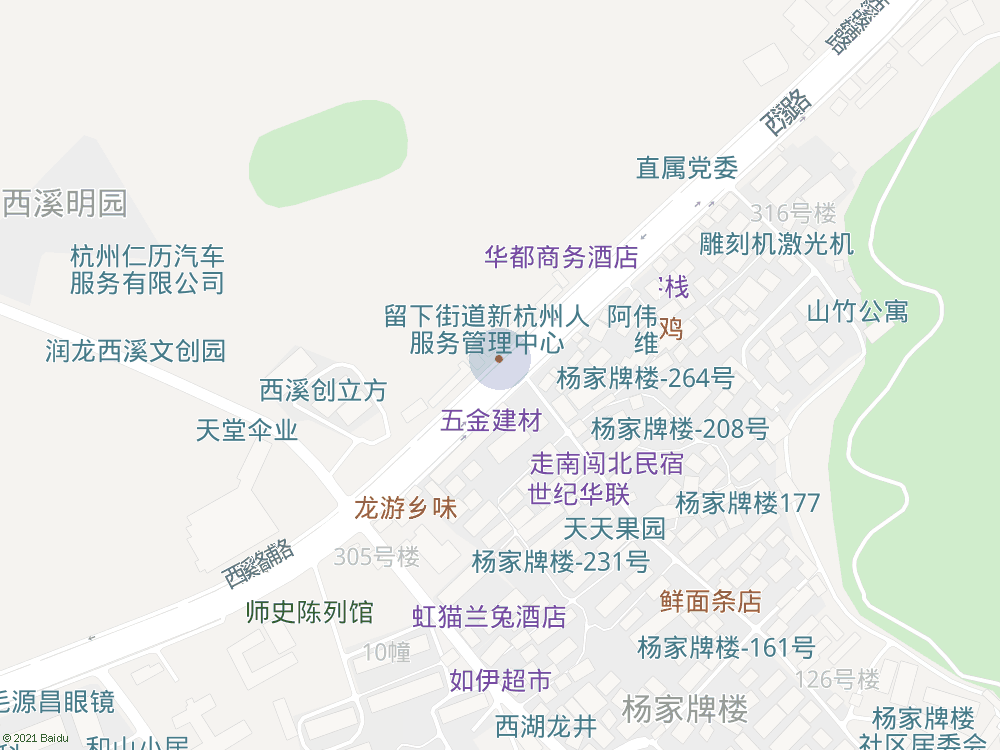 西溪路
直属党委
西溪明园
316号楼
雕刻机激光机
杭州仁历汽车
服务有限公司
华都商务酒店
栈
山竹公寓
留下街道新杭州人
服务管理中心
阿伟
维
鸡
润龙西溪文创园
杨家牌楼-264号
西溪创立方
五金建材
天堂伞业
杨家牌楼-208号
走南闯北民宿
世纪华联
杨家牌楼177
龙游乡味
天天果园
305号楼
杨家牌楼-231号
鲜面条店
师史陈列馆
虹猫兰兔酒店
10幢
杨家牌楼-161号
如伊超市
126号楼
毛源昌眼镜
杨家牌楼
西湖龙井
杨家牌楼
社区居委会
和山小居
© 2021 Baidu